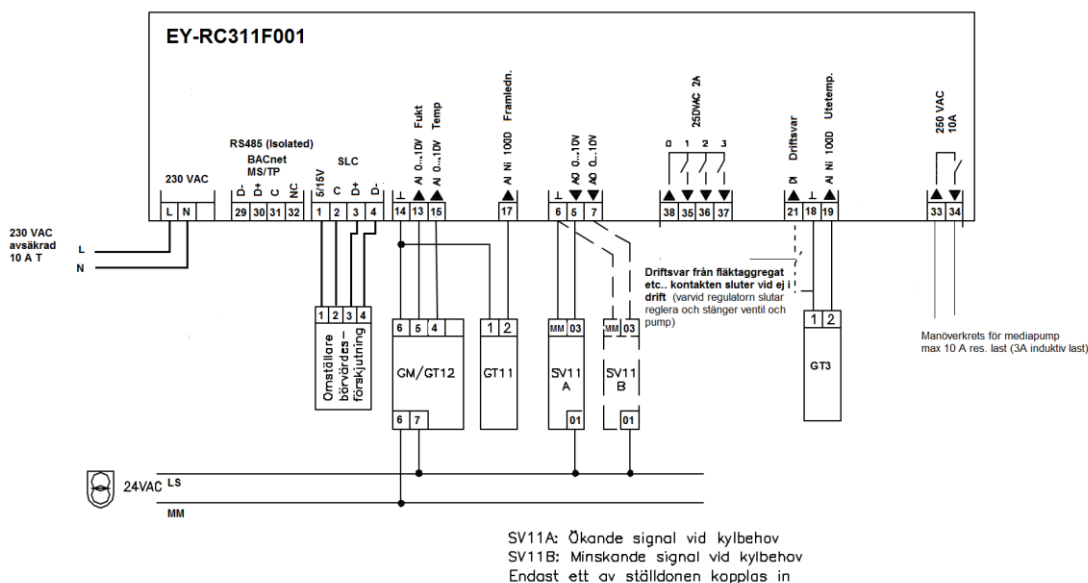 EY-RC311F001
230 VAC
RS485 (Isolated)
BACnet
MS/TP
SLC
D-
D+
C
NC
5/15V
C
D+
D-
⊥
AI 0...10V Fukt
AI 0...10V Temp
AI Ni 100D Framledn.
⊥
AO 0...10V
AO 0...10V
25DVAC 2A
0
1
2
3
DI Driftsvar
⊥
AI Ni 100D Utetemp.
250 VAC
10A
L N 29 30 31 32 1 2 3 4 14 13 15 17 6 5 7 38 35 36 37 21 18 19 33 34
230 VAC
avsäkrad
10 A T
L
N
Driftsvar från fläktaggregat
etc.. kontakten sluter vid ej i
drift (varvid regulatorn slutar
reglera och stänger ventil och
pump)
1 2 3 4
Omställare
börvärdes-
förskjutning
6 5 4
GM/GT12
6 7
1 2
GT11
MM 03
SV11
A
01
MM 03
SV11
B
01
1 2
GT3
Manöverkrets för mediapump
max 10 A res. last (3A induktiv last)
24VAC
LS
MM
SV11A: Ökande signal vid kylbehov
SV11B: Minskande signal vid kylbehov
Endast ett av ställdonen kopplas in